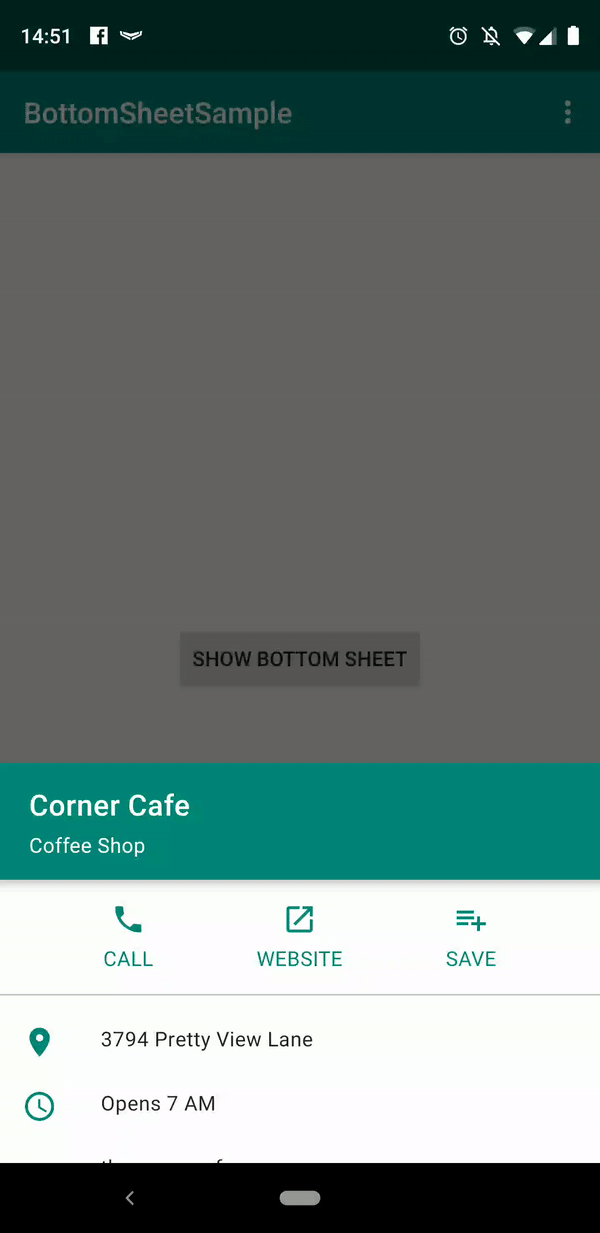 14:51
BottomSheetSample
SHOW BOTTOM SHEET
Corner Cafe
Coffee Shop
CALL WEBSITE SAVE
3794 Pretty View Lane
Opens 7 AM